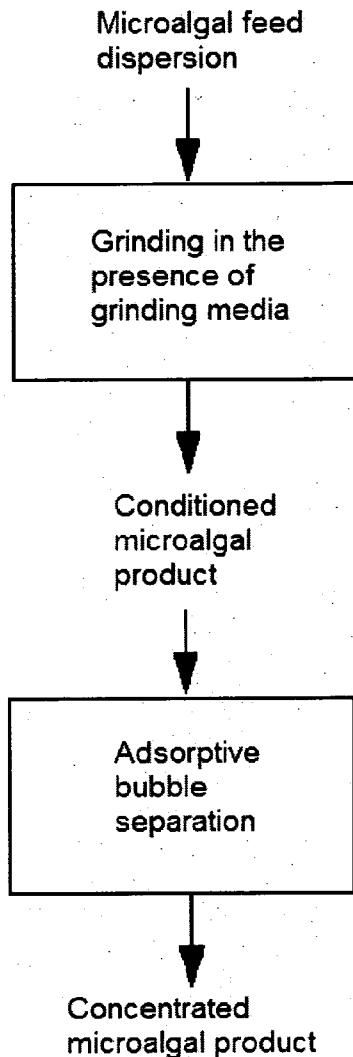 Microalgal feed
dispersion
Grinding in the
presence of
grinding media
Conditioned
microalgal
product
Adsorptive
bubble
separation
Concentrated
microalgal product